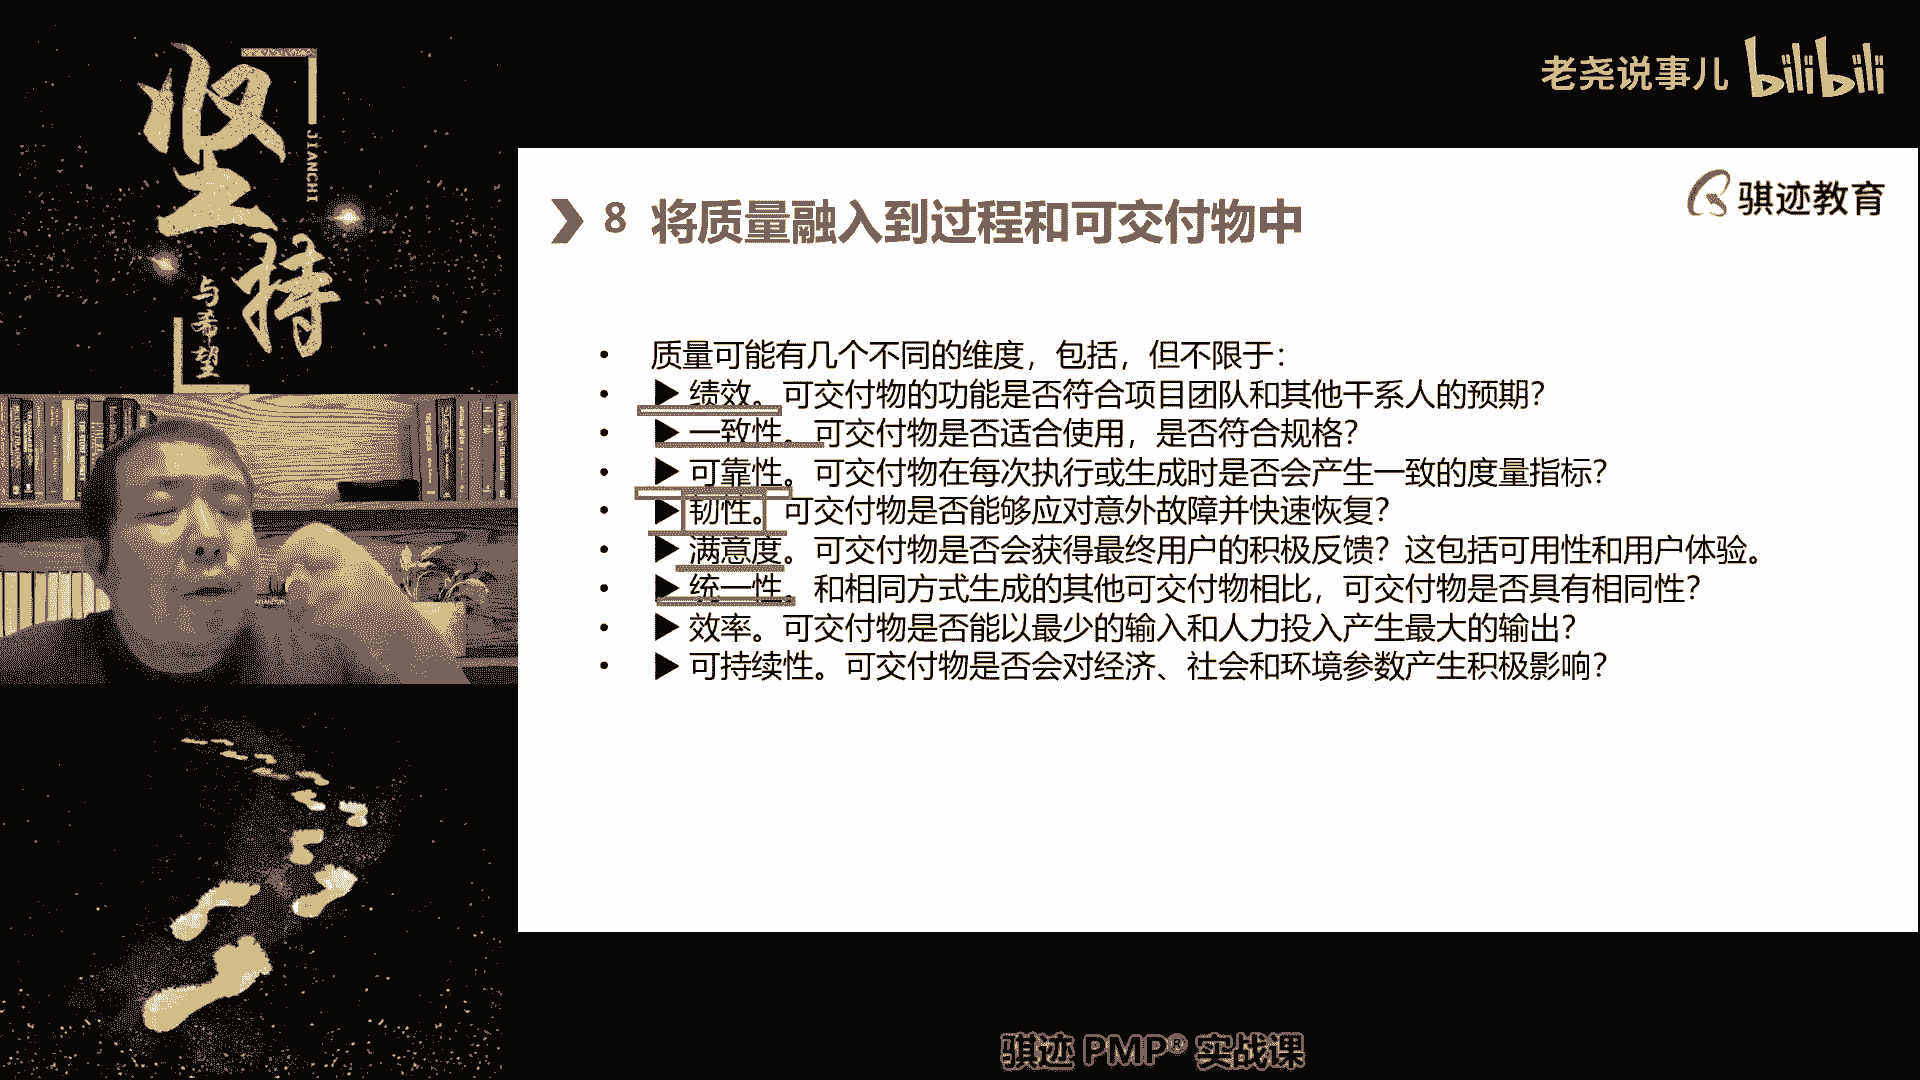 坚持
JIANCHI
与希望
老尧说事儿 bilibili
骐迹教育
8 将质量融入到过程和可交付物中
• 质量可能有几个不同的维度，包括，但不限于：
• ▶ 绩效。可交付物的功能是否符合项目团队和其他干系人的预期？
• ▶ 一致性。可交付物是否适合使用，是否符合规格？
• ▶ 可靠性。可交付物在每次执行或生成时是否会产生一致的度量指标？
• ▶ 韧性。可交付物是否能够应对意外故障并快速恢复？
• ▶ 满意度。可交付物是否会获得最终用户的积极反馈？这包括可用性和用户体验。
• ▶ 统一性。和相同方式生成的其他可交付物相比，可交付物是否具有相同性？
• ▶ 效率。可交付物是否能以最少的输入和人力投入产生最大的输出？
• ▶ 可持续性。可交付物是否会对经济、社会和环境参数产生积极影响？
骐迹 PMP® 实战课